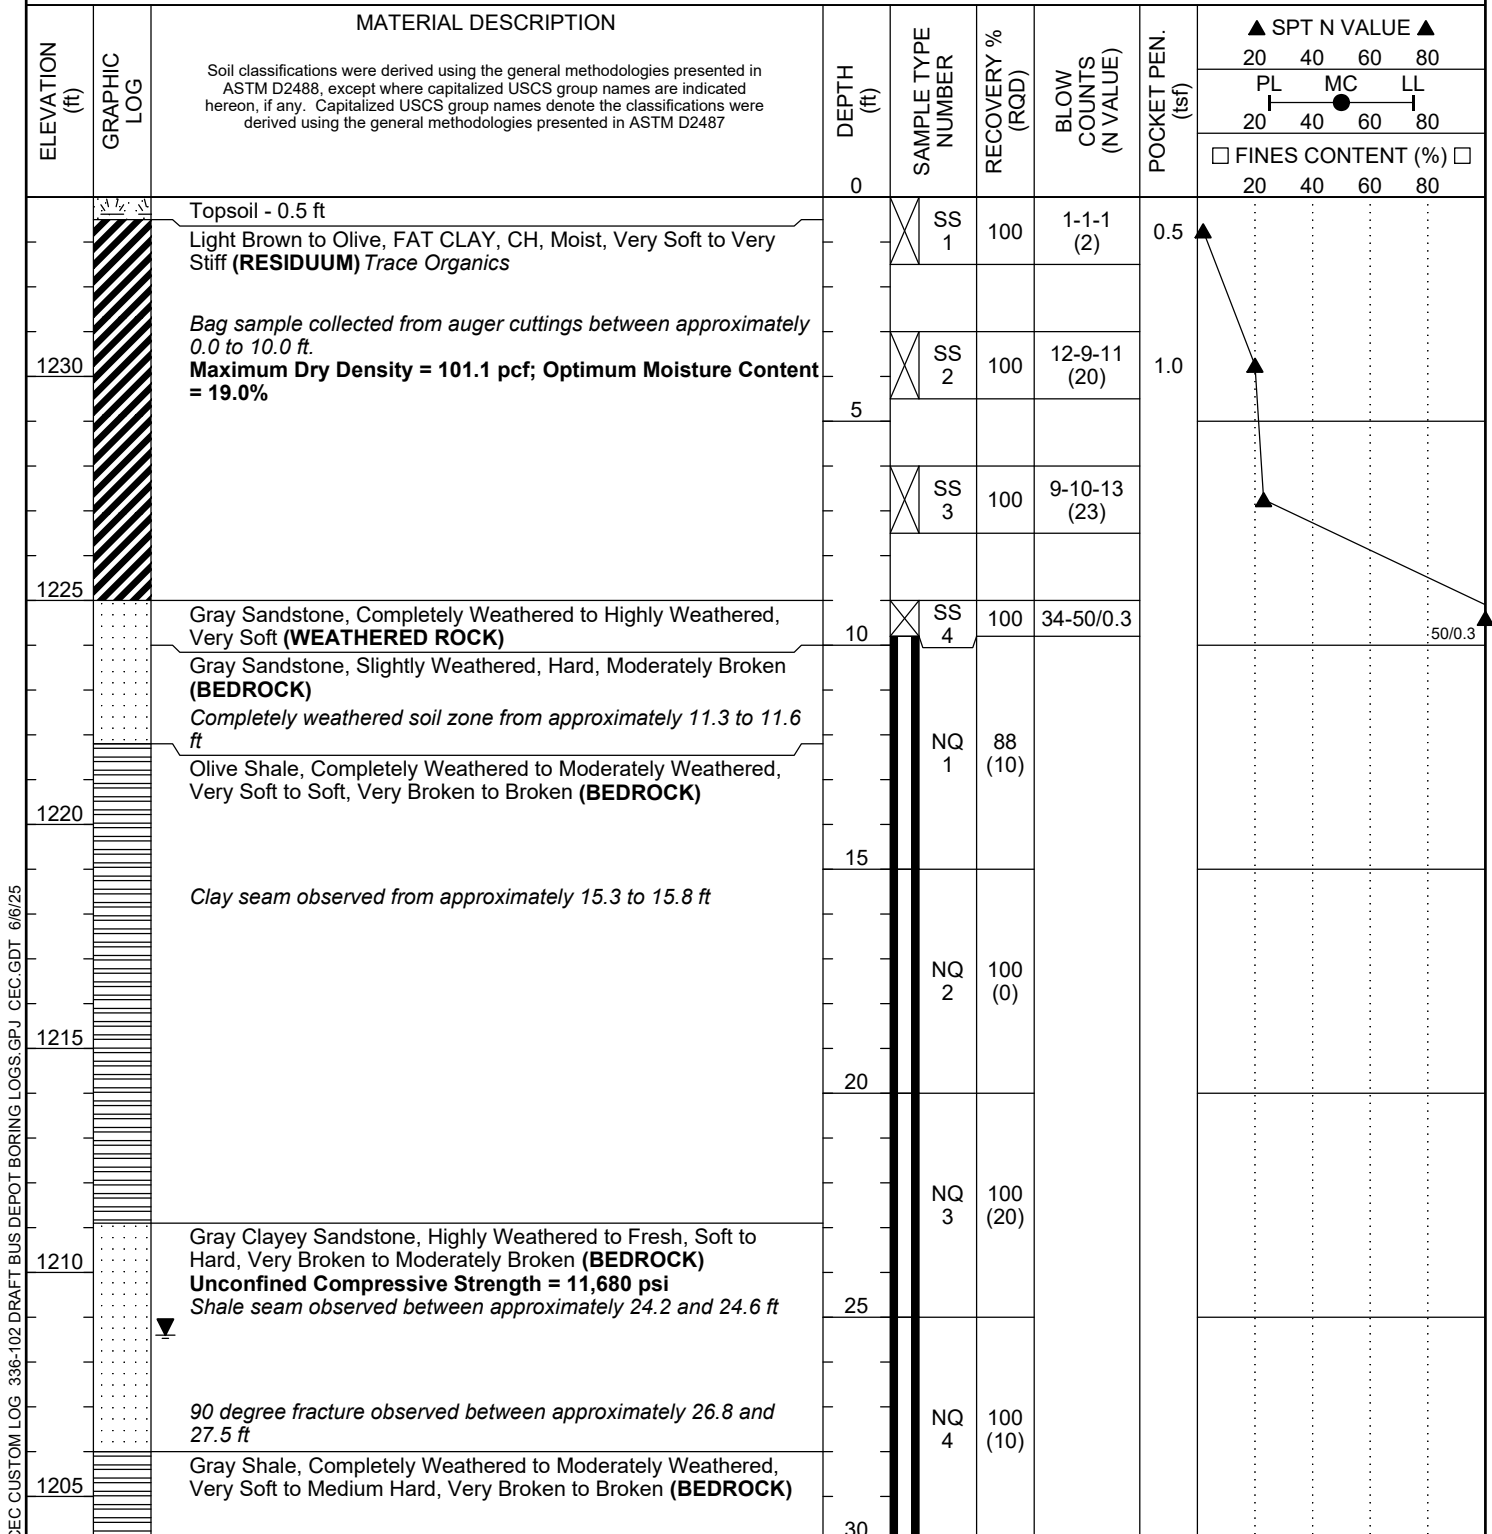 MATERIAL DESCRIPTION
Soil classifications were derived using the general methodologies presented in
ASTM D2488, except where capitalized USCS group names are indicated
hereon, if any. Capitalized USCS group names denote the classifications were
derived using the general methodologies presented in ASTM D2487
ELEVATION
(ft)
GRAPHIC
LOG
DEPTH
(ft)
SAMPLE TYPE
NUMBER
RECOVERY %
(RQD)
BLOW
COUNTS
(N VALUE)
POCKET PEN.
(tsf)
▲ SPT N VALUE ▲
20 40 60 80
PL MC LL
20 40 60 80
□ FINES CONTENT (%) □
20 40 60 80
0
Topsoil - 0.5 ft
Light Brown to Olive, FAT CLAY, CH, Moist, Very Soft to Very
Stiff (RESIDUUM) Trace Organics
SS
1
100
1-1-1
(2)
0.5
Bag sample collected from auger cuttings between approximately
0.0 to 10.0 ft.
Maximum Dry Density = 101.1 pcf; Optimum Moisture Content
= 19.0%
1230
SS
2
100
12-9-11
(20)
1.0
5
SS
3
100
9-10-13
(23)
1225
Gray Sandstone, Completely Weathered to Highly Weathered,
Very Soft (WEATHERED ROCK)
SS
4
100
34-50/0.3
50/0.3
10
Gray Sandstone, Slightly Weathered, Hard, Moderately Broken
(BEDROCK)
Completely weathered soil zone from approximately 11.3 to 11.6
ft
NQ
1
88
(10)
Olive Shale, Completely Weathered to Moderately Weathered,
Very Soft to Soft, Very Broken to Broken (BEDROCK)
1220
15
Clay seam observed from approximately 15.3 to 15.8 ft
NQ
2
100
(0)
1215
20
NQ
3
100
(20)
Gray Clayey Sandstone, Highly Weathered to Fresh, Soft to
Hard, Very Broken to Moderately Broken (BEDROCK)
Unconfined Compressive Strength = 11,680 psi
Shale seam observed between approximately 24.2 and 24.6 ft
1210
25
90 degree fracture observed between approximately 26.8 and
27.5 ft
NQ
4
100
(10)
Gray Shale, Completely Weathered to Moderately Weathered,
Very Soft to Medium Hard, Very Broken to Broken (BEDROCK)
1205
30
CEC CUSTOM LOG 336-102 DRAFT BUS DEPOT BORING LOGS.GPJ CEC.GDT 6/6/25